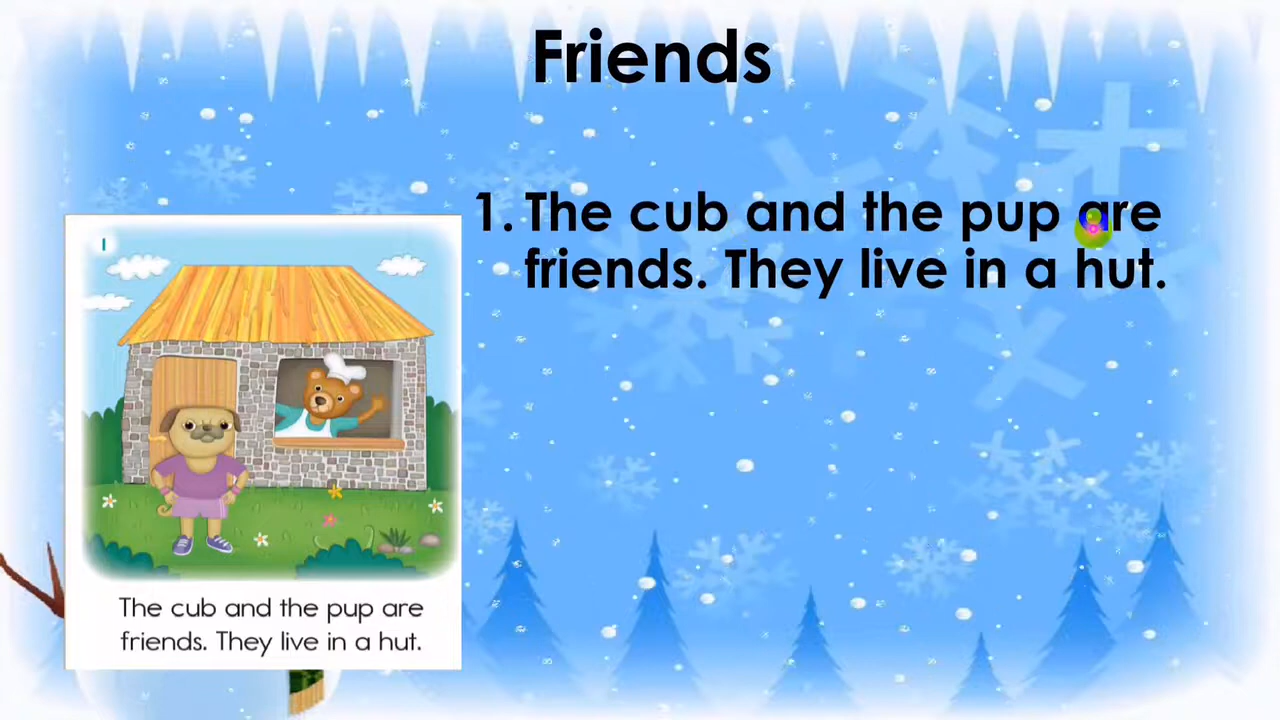 Friends
1. The cub and the pup are
friends. They live in a hut.
1
The cub and the pup are
friends. They live in a hut.